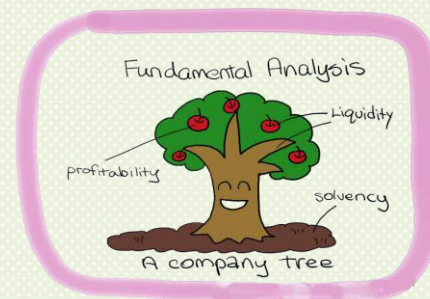 Fundamental Analysis
Liquidity
profitability
solvency
A company tree